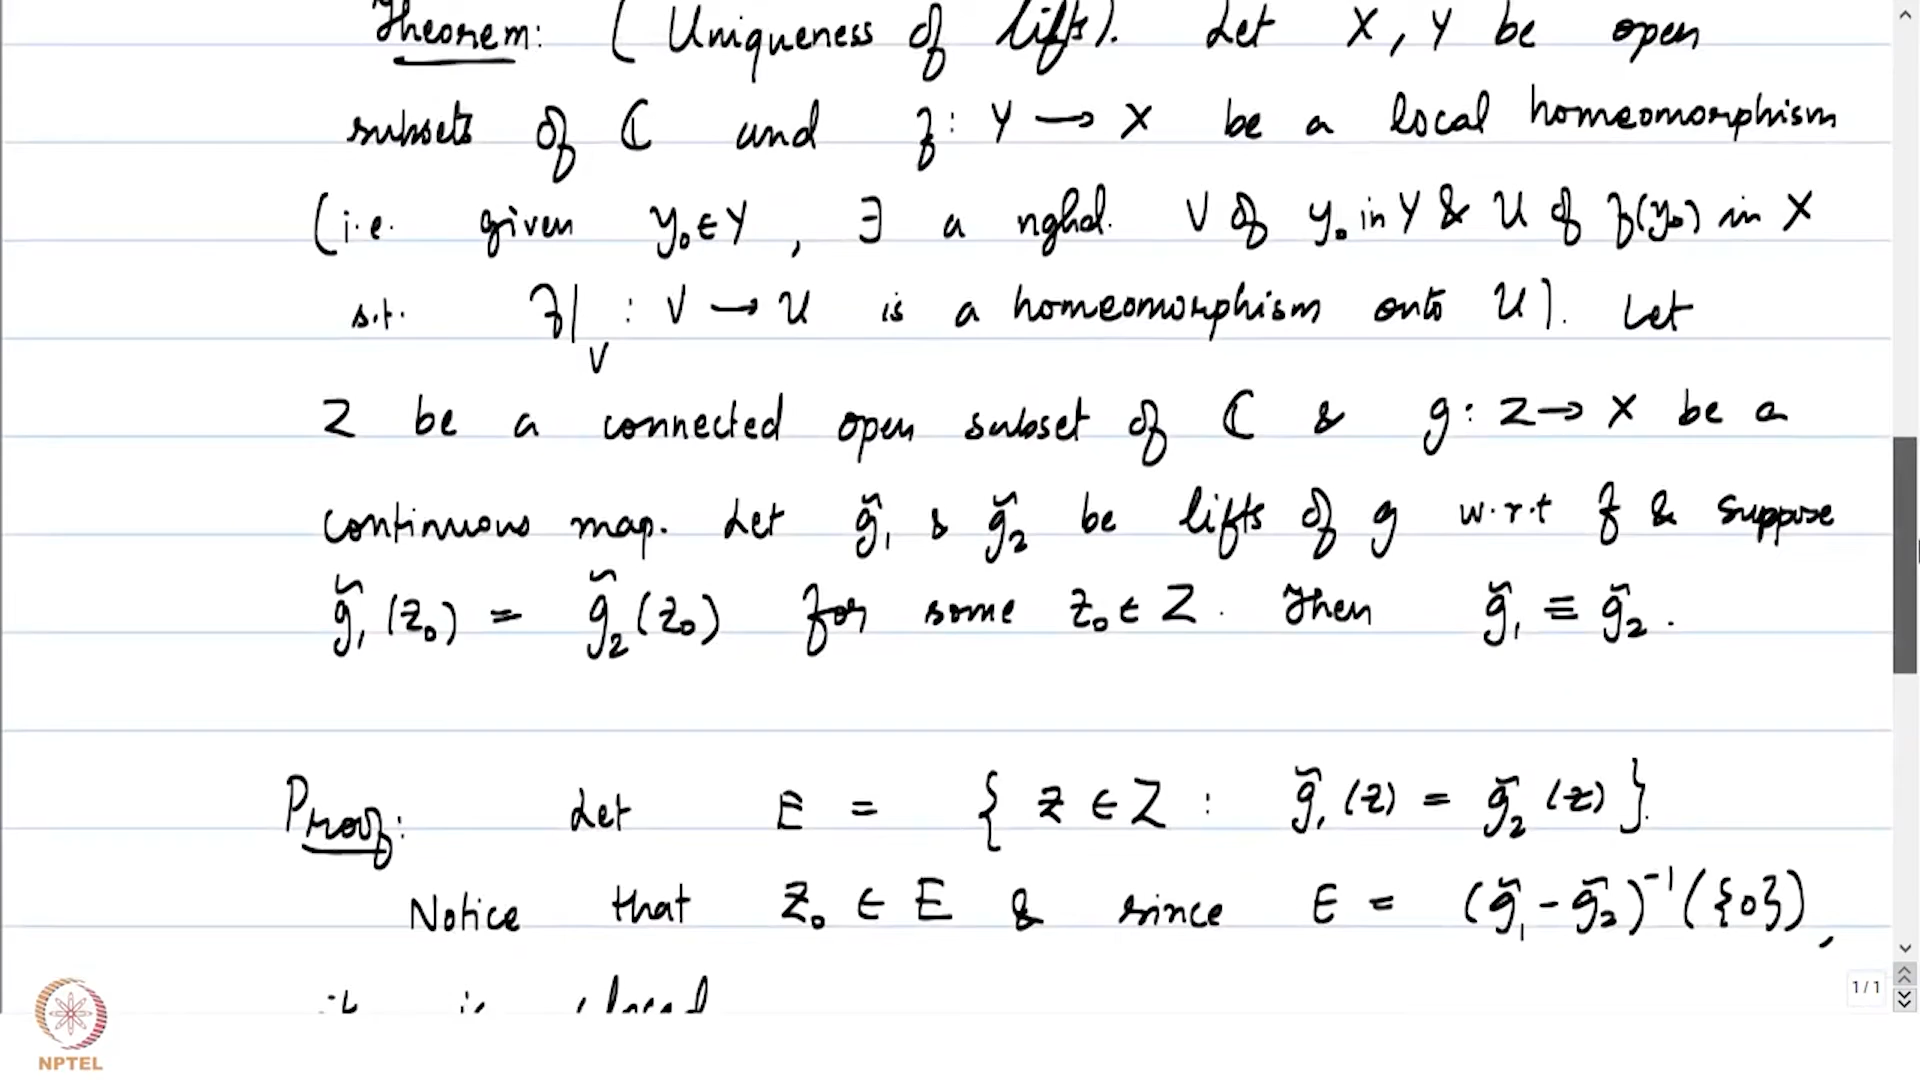 Theorem: (Uniqueness of lifts). Let X, Y be open
subsets of ℂ and f: Y → X be a local homeomorphism
(i.e. given y₀ ∈ Y, ∃ a nghd. V of y₀ in Y & U of f(y₀) in X
s.t. f|_V : V → U is a homeomorphism onto U). Let
Z be a connected open subset of ℂ & g: Z → X be a
continuous map. Let g̃₁ & g̃₂ be lifts of g w.r.t f & suppose
g̃₁(z₀) = g̃₂(z₀) for some z₀ ∈ Z. Then g̃₁ ≡ g̃₂.
Proof: Let E = { z ∈ Z : g̃₁(z) = g̃₂(z) }.
Notice that z₀ ∈ E & since E = (g̃₁ - g̃₂)⁻¹({0}),
it is closed
1/1
NPTEL